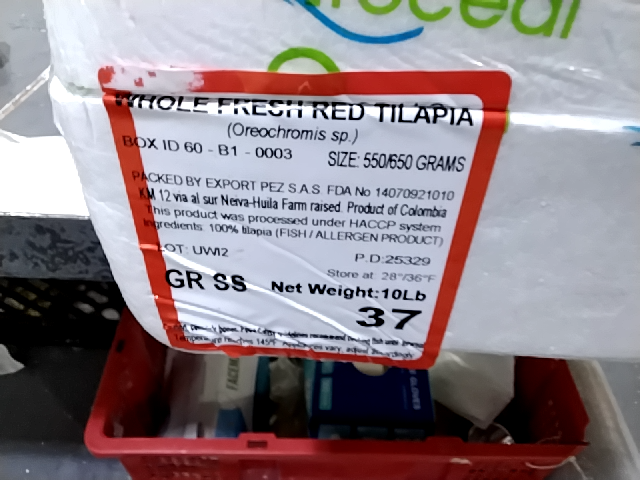 WHOLE FRESH RED TILAPIA
(Oreochromis sp.)
BOX ID 60 - B1 - 0003 SIZE: 550/650 GRAMS
PACKED BY EXPORT PEZ S.A.S. FDA No 14070921010
KM 12 via al sur Neiva-Huila Farm raised. Product of Colombia
This product was processed under HACCP system
Ingredients: 100% tilapia (FISH / ALLERGEN PRODUCT)
LOT: UWI2 P.D:25329
Store at 28°/36°F
GR SS Net Weight:10Lb
37
GLOVES